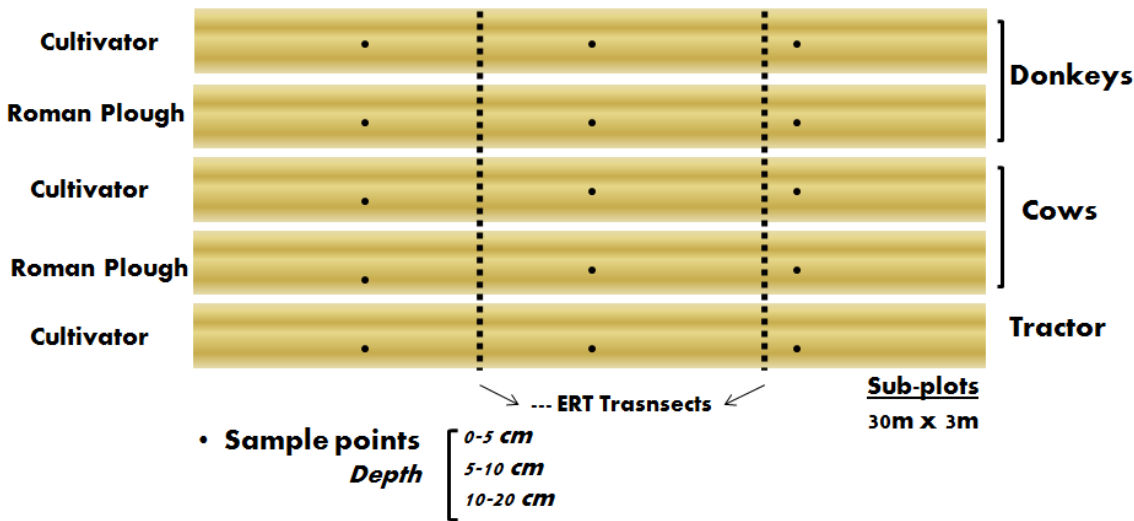 Cultivator
Donkeys
Roman Plough
Cultivator
Cows
Roman Plough
Cultivator
Tractor
Sub-plots
30m x 3m
--- ERT Trasnsects
• Sample points
Depth
0-5 cm
5-10 cm
10-20 cm